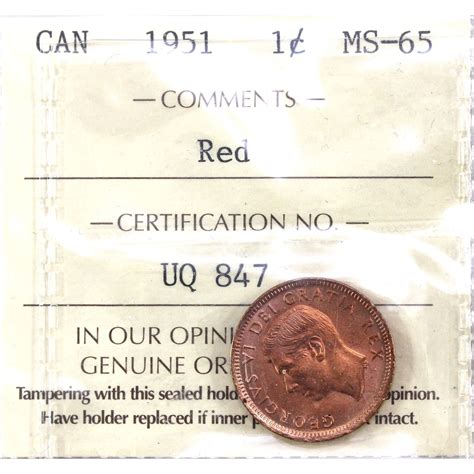 CAN 1951 1¢ MS-65
— COMMENTS —
Red
— CERTIFICATION NO. —
UQ 847
IN OUR OPINI
GENUINE OR
Tampering with this sealed hold opinion.
Have holder replaced if inner p intact.
GEORGIVS VI DEI GRATIA REX